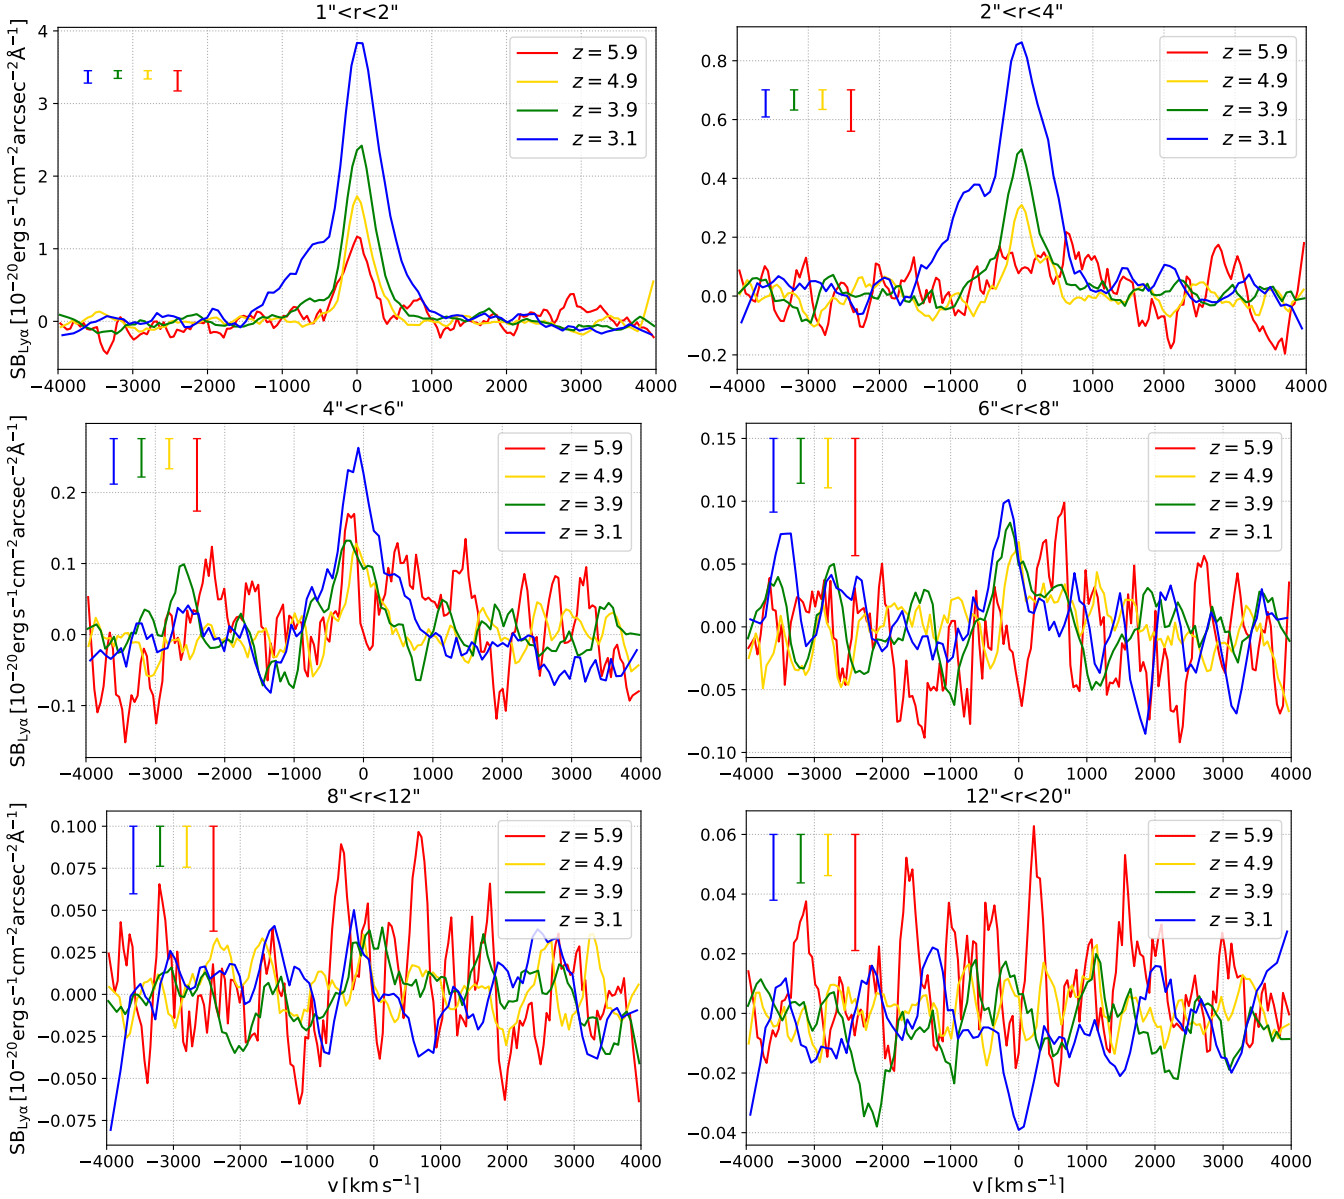 1"<r<2"
SB_Lyα [10^−20 erg s^−1 cm^−2 arcsec^−2 Å^−1]
4
3
2
1
0
z = 5.9
z = 4.9
z = 3.9
z = 3.1
−4000 −3000 −2000 −1000 0 1000 2000 3000 4000
2"<r<4"
0.8
0.6
0.4
0.2
0.0
−0.2
z = 5.9
z = 4.9
z = 3.9
z = 3.1
−4000 −3000 −2000 −1000 0 1000 2000 3000 4000
4"<r<6"
SB_Lyα [10^−20 erg s^−1 cm^−2 arcsec^−2 Å^−1]
0.2
0.1
0.0
−0.1
z = 5.9
z = 4.9
z = 3.9
z = 3.1
−4000 −3000 −2000 −1000 0 1000 2000 3000 4000
6"<r<8"
0.15
0.10
0.05
0.00
−0.05
−0.10
z = 5.9
z = 4.9
z = 3.9
z = 3.1
−4000 −3000 −2000 −1000 0 1000 2000 3000 4000
8"<r<12"
SB_Lyα [10^−20 erg s^−1 cm^−2 arcsec^−2 Å^−1]
0.100
0.075
0.050
0.025
0.000
−0.025
−0.050
−0.075
z = 5.9
z = 4.9
z = 3.9
z = 3.1
−4000 −3000 −2000 −1000 0 1000 2000 3000 4000
v [km s^−1]
12"<r<20"
0.06
0.04
0.02
0.00
−0.02
−0.04
z = 5.9
z = 4.9
z = 3.9
z = 3.1
−4000 −3000 −2000 −1000 0 1000 2000 3000 4000
v [km s^−1]